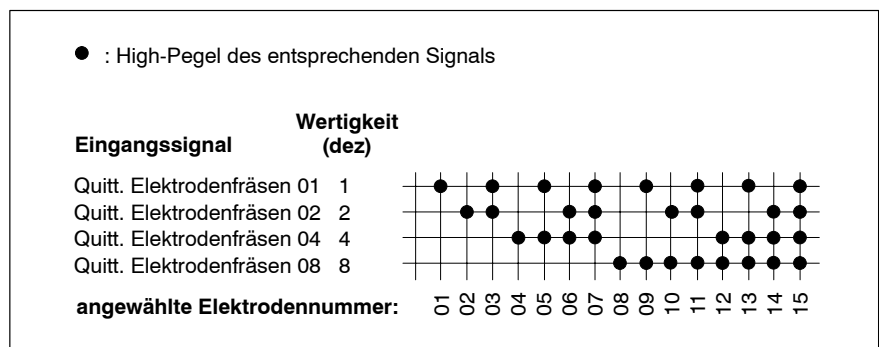 ● : High-Pegel des entsprechenden Signals
Wertigkeit
Eingangssignal (dez)
Quitt. Elektrodenfräsen 01 1
Quitt. Elektrodenfräsen 02 2
Quitt. Elektrodenfräsen 04 4
Quitt. Elektrodenfräsen 08 8
angewählte Elektrodennummer: 01 02 03 04 05 06 07 08 09 10 11 12 13 14 15